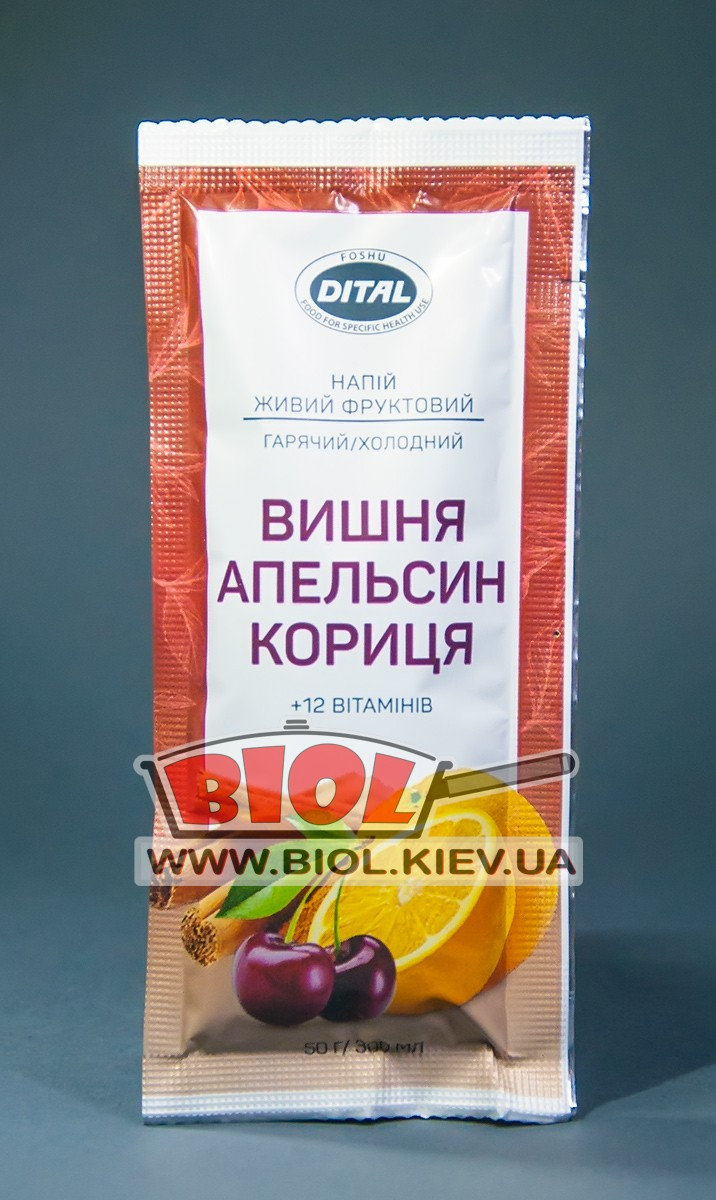 FOSHU
DITAL
FOOD FOR SPECIFIC HEALTH USE
НАПІЙ
ЖИВИЙ ФРУКТОВИЙ
ГАРЯЧИЙ/ХОЛОДНИЙ
ВИШНЯ
АПЕЛЬСИН
КОРИЦЯ
+12 ВІТАМІНІВ
BIOL
WWW.BIOL.KIEV.UA
50 Г/ 300 мл